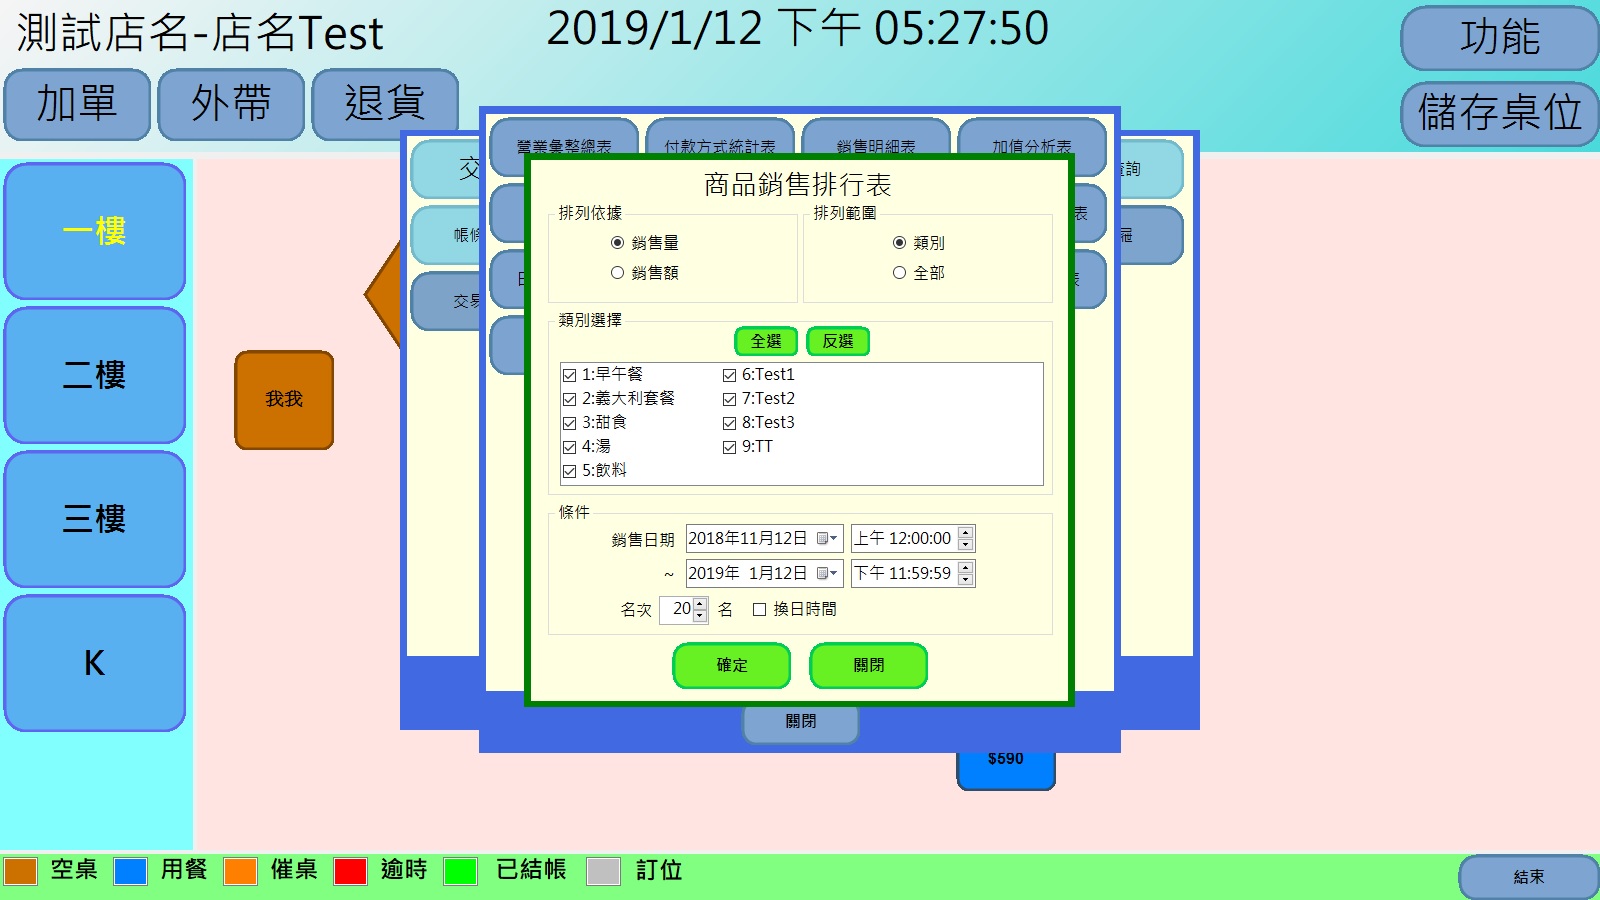 測試店名-店名Test
2019/1/12 下午 05:27:50
功能
加單 外帶 退貨
儲存桌位
營業彙整總表 付款方式統計表 銷售明細表 加值分析表
一樓
二樓
三樓
K
我我
商品銷售排行表
排列依據
銷售量
銷售額
排列範圍
類別
全部
類別選擇
全選 反選
1:早午餐
2:義大利套餐
3:甜食
4:湯
5:飲料
6:Test1
7:Test2
8:Test3
9:TT
條件
銷售日期 2018年11月12日 上午 12:00:00
~ 2019年 1月12日 下午 11:59:59
名次 20 名 換日時間
確定 關閉
關閉
$590
空桌 用餐 催桌 逾時 已結帳 訂位
結束